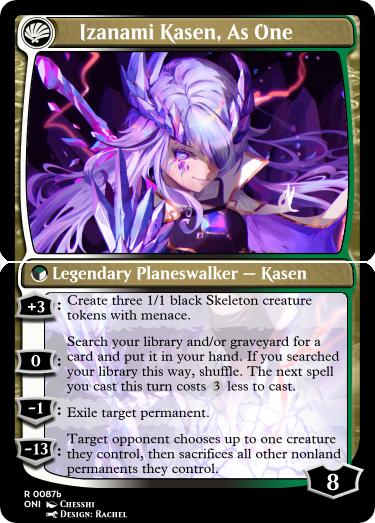 Izanami Kasen, As One
Legendary Planeswalker — Kasen
+3: Create three 1/1 black Skeleton creature
tokens with menace.
0: Search your library and/or graveyard for a
card and put it in your hand. If you searched
your library this way, shuffle. The next spell
you cast this turn costs 3 less to cast.
-1: Exile target permanent.
-13: Target opponent chooses up to one creature
they control, then sacrifices all other nonland
permanents they control.
8
R 0087b
ONI Chesshi
Design: Rachel